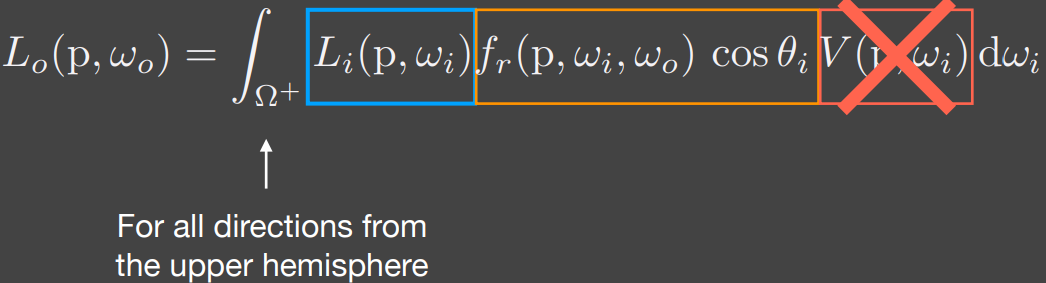 L_o(p, ω_o) = ∫_{Ω^+} L_i(p, ω_i) f_r(p, ω_i, ω_o) cos θ_i V(p, ω_i) dω_i
For all directions from
the upper hemisphere